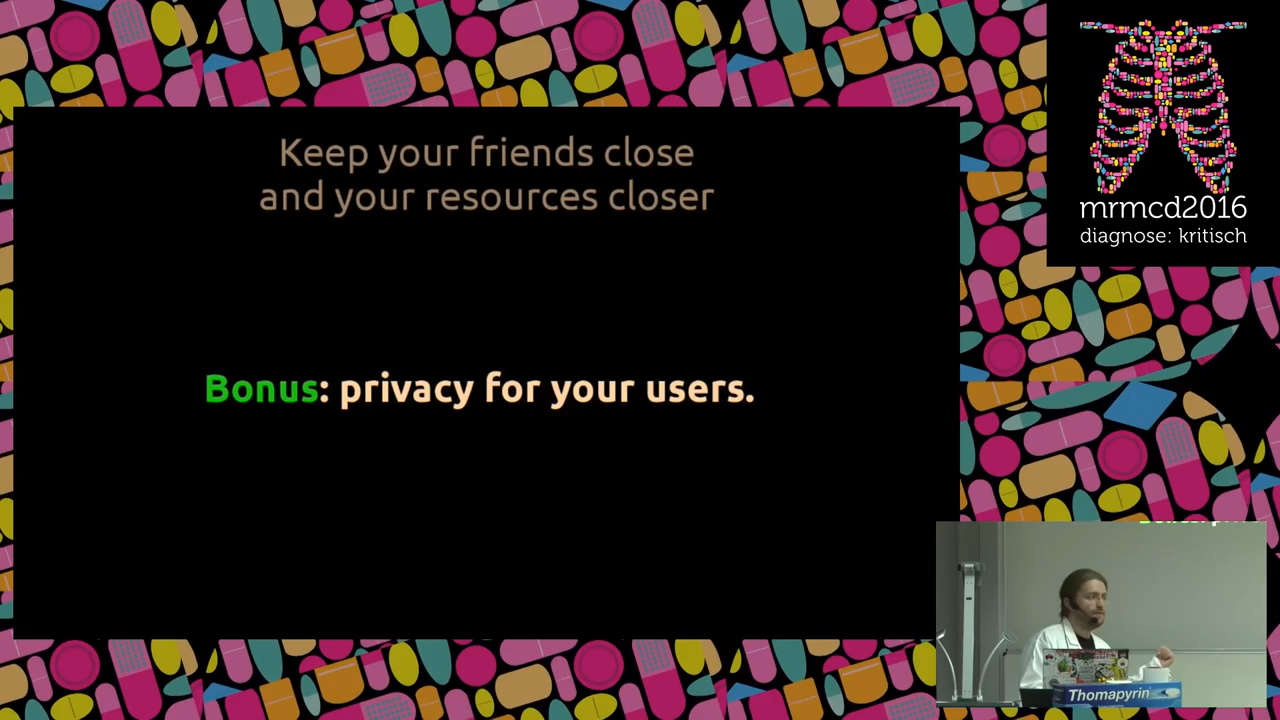 Keep your friends close
and your resources closer
Bonus: privacy for your users.
mrmcd2016
diagnose: kritisch
Thomapyrin